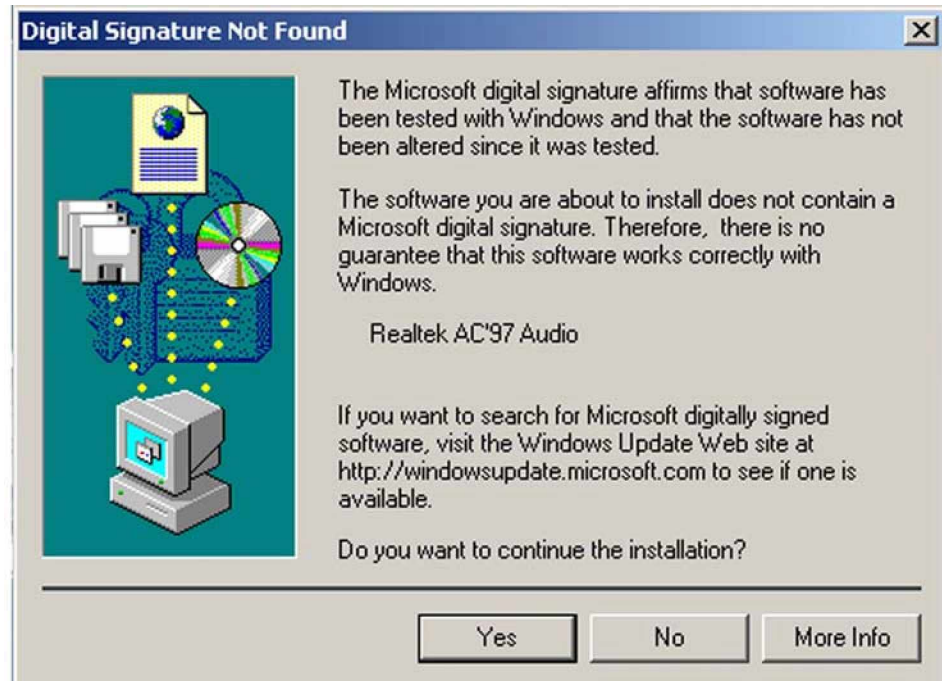 Digital Signature Not Found
The Microsoft digital signature affirms that software has
been tested with Windows and that the software has not
been altered since it was tested.
The software you are about to install does not contain a
Microsoft digital signature. Therefore, there is no
guarantee that this software works correctly with
Windows.
Realtek AC'97 Audio
If you want to search for Microsoft digitally signed
software, visit the Windows Update Web site at
http://windowsupdate.microsoft.com to see if one is
available.
Do you want to continue the installation?
Yes
No
More Info